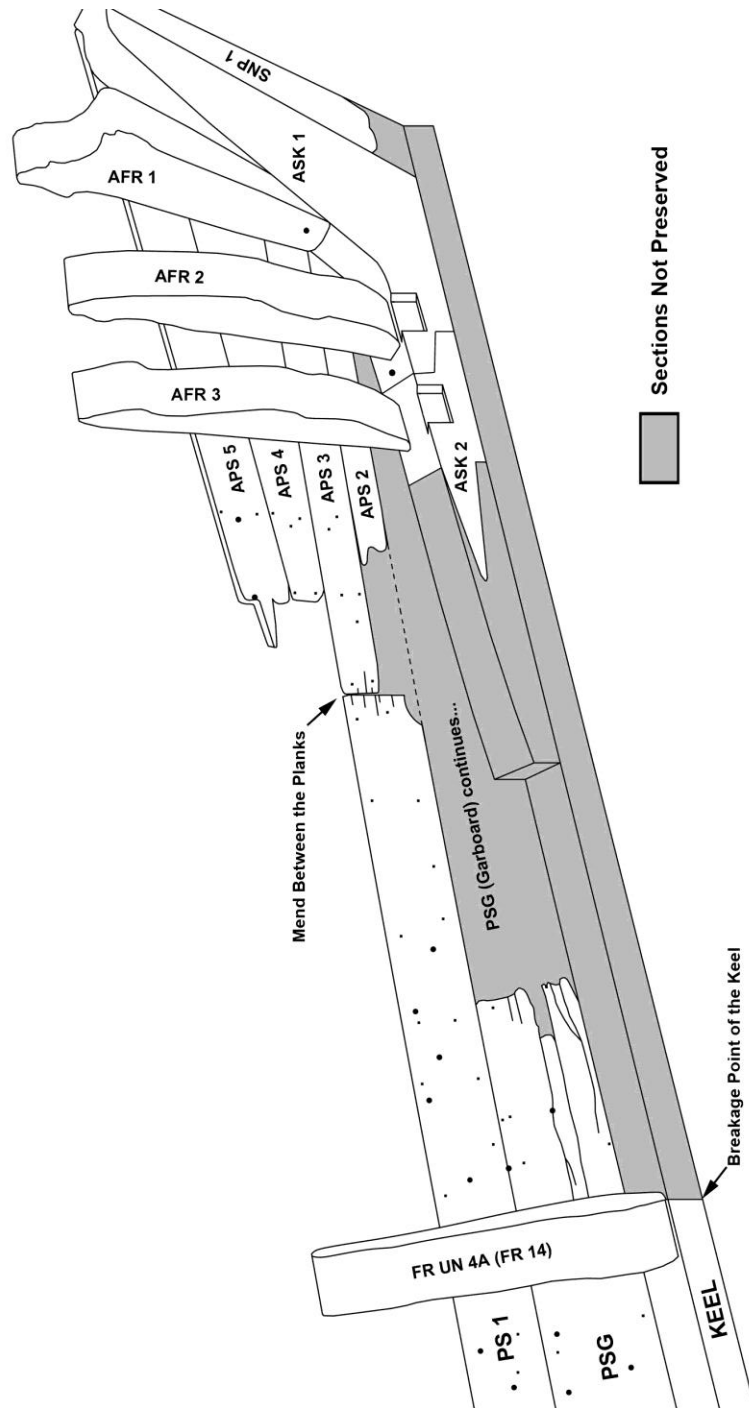 SNP 1
ASK 1
AFR 1
AFR 2
AFR 3
APS 5
APS 4
APS 3
APS 2
ASK 2
Sections Not Preserved
Mend Between the Planks
PSG (Garboard) continues...
Breakage Point of the Keel
FR UN 4A (FR 14)
PS 1
PSG
KEEL